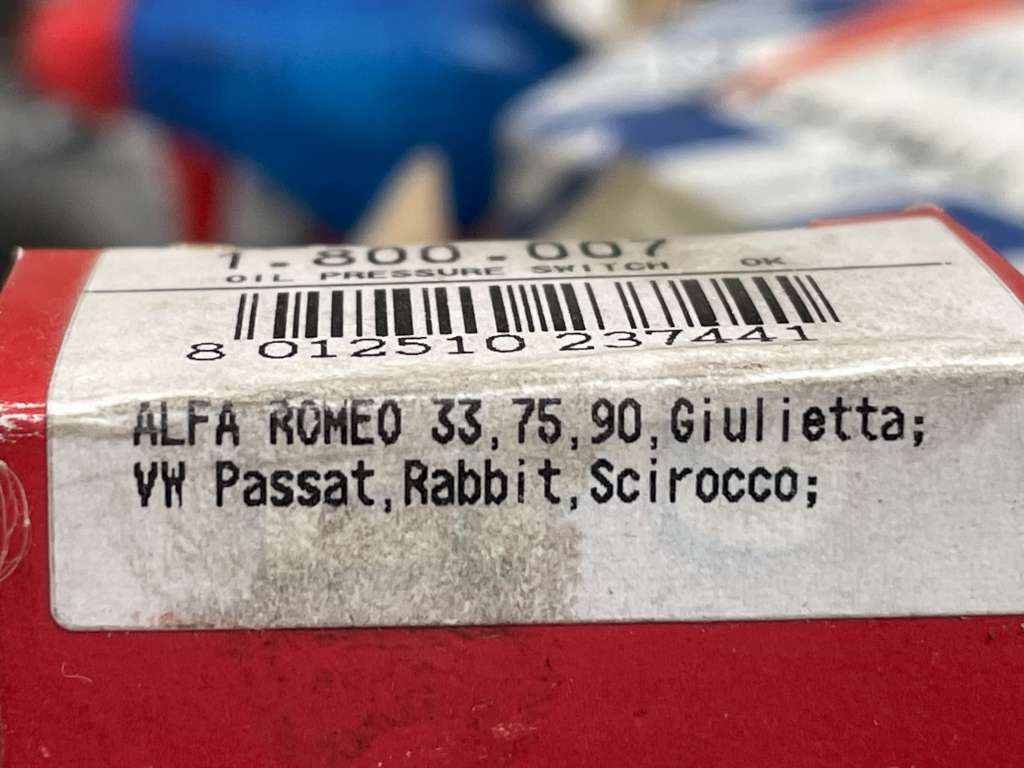 1.800.007
OIL PRESSURE SWITCH OK
8 012510 237441
ALFA ROMEO 33,75,90,Giulietta;
VW Passat,Rabbit,Scirocco;